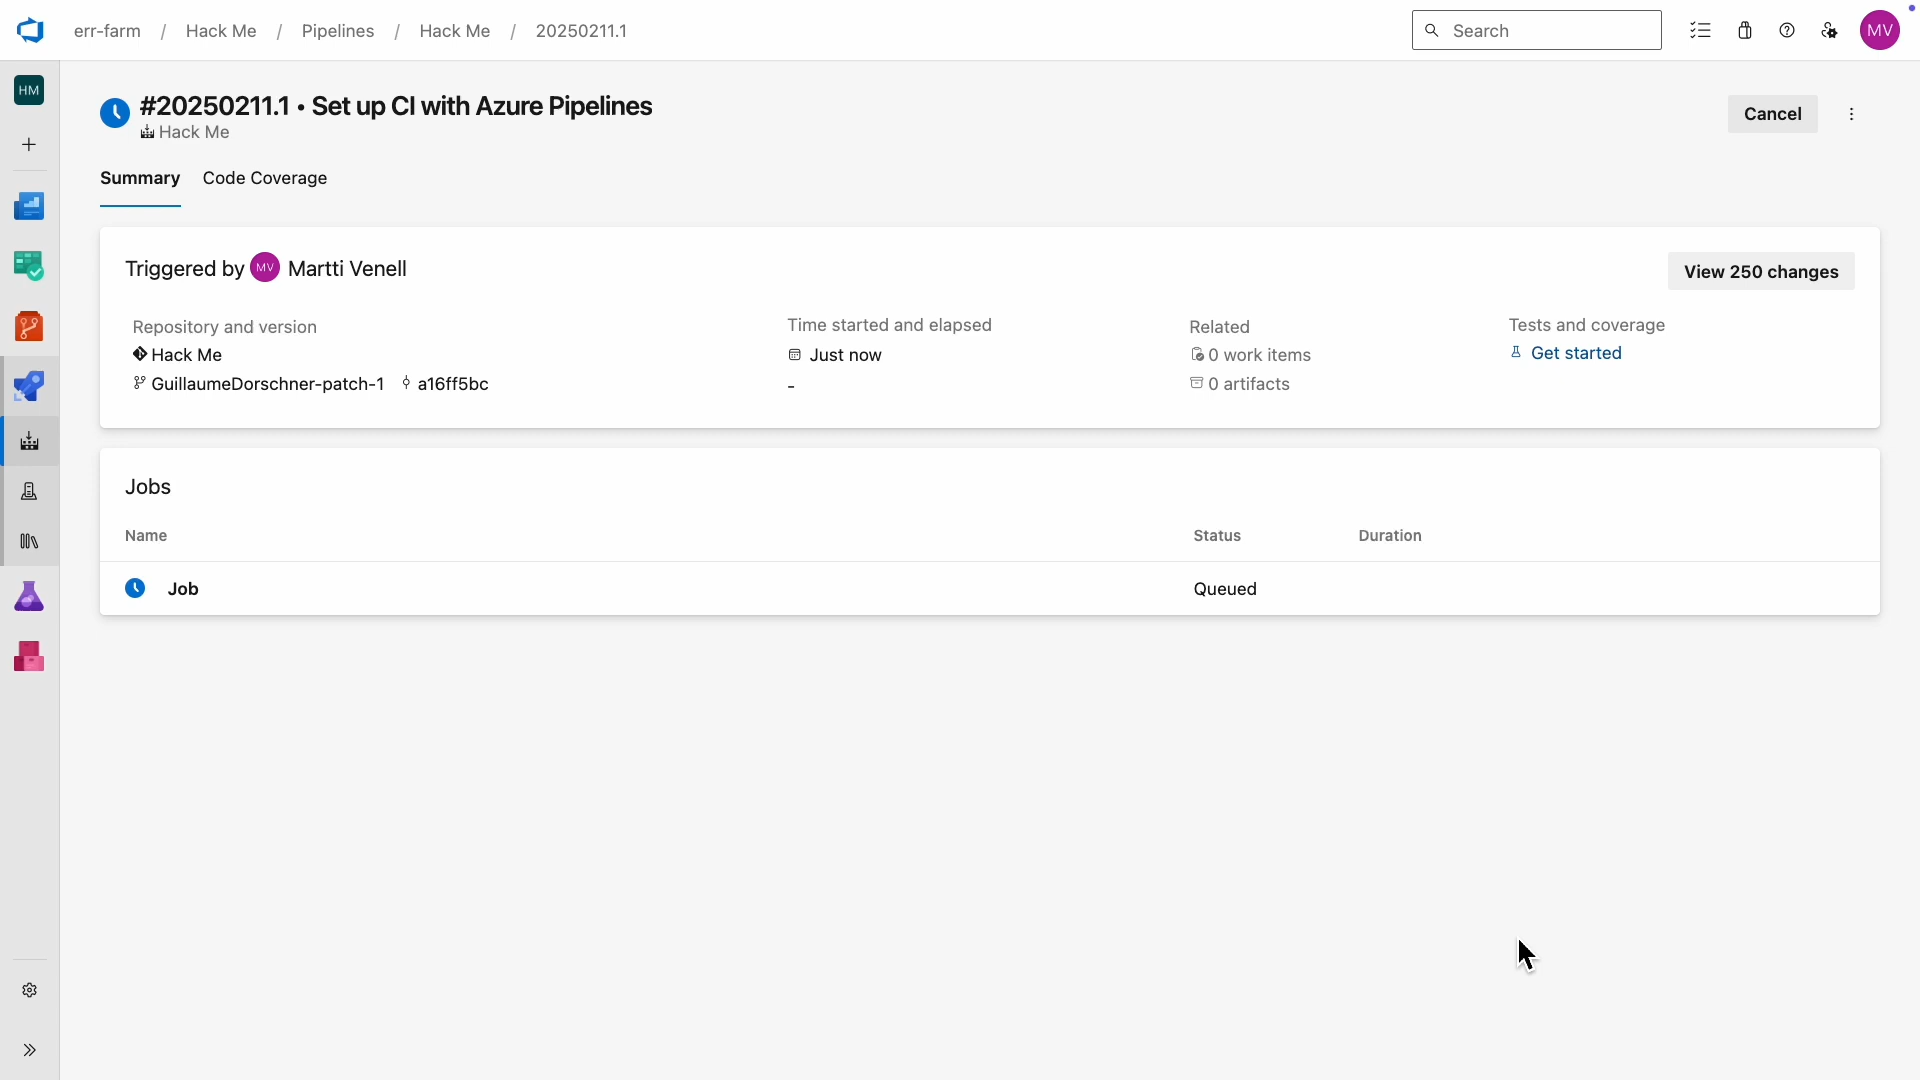 err-farm / Hack Me / Pipelines / Hack Me / 20250211.1
Search
MV
HM
#20250211.1 • Set up CI with Azure Pipelines
Hack Me
Cancel
Summary Code Coverage
Triggered by MV Martti Venell
View 250 changes
Repository and version
Hack Me
GuillaumeDorschner-patch-1 a16ff5bc
Time started and elapsed
Just now
-
Related
0 work items
0 artifacts
Tests and coverage
Get started
Jobs
Name Status Duration
Job Queued